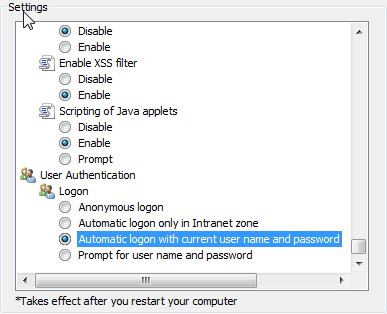 Settings
Disable
Enable
Enable XSS filter
Disable
Enable
Scripting of Java applets
Disable
Enable
Prompt
User Authentication
Logon
Anonymous logon
Automatic logon only in Intranet zone
Automatic logon with current user name and password
Prompt for user name and password
*Takes effect after you restart your computer